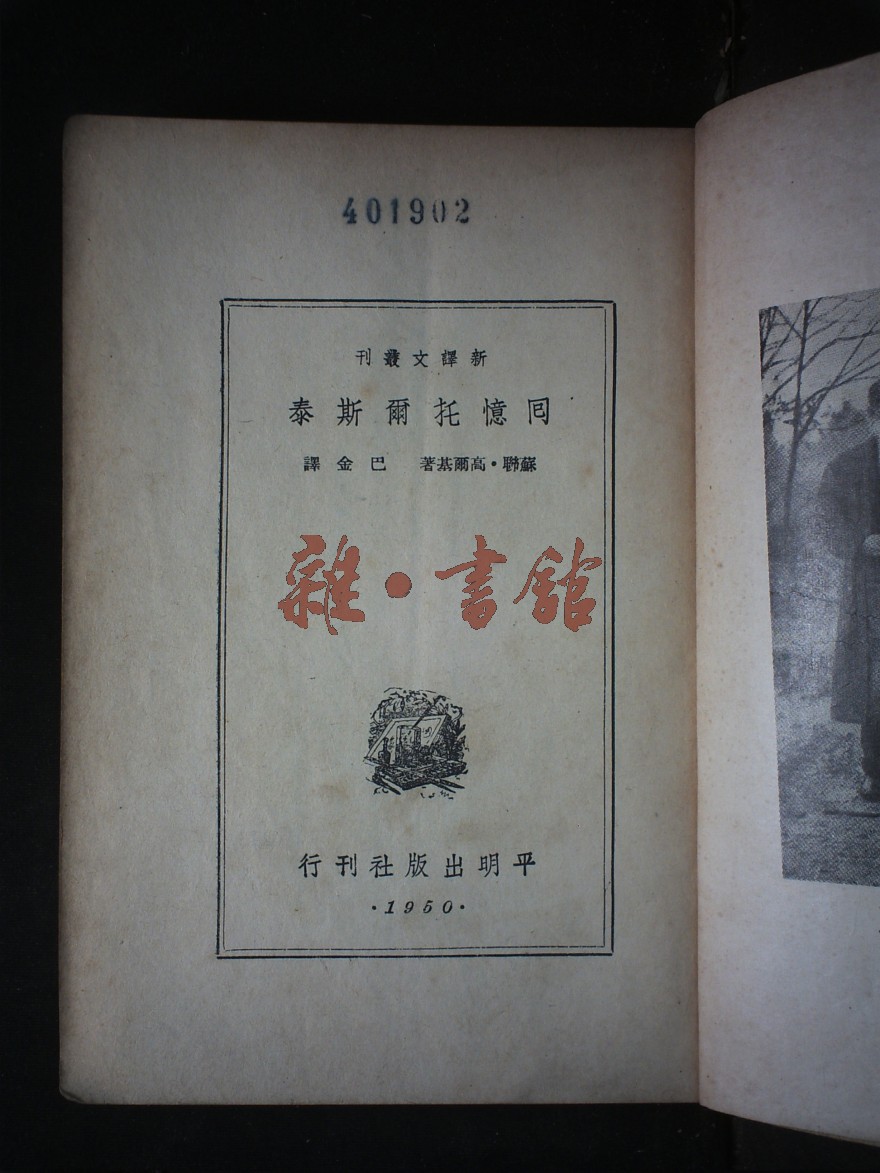 401902
新譯文叢刊
囘憶托爾斯泰
蘇聯·高爾基著 巴金譯
雜·書館
平明出版社刊行
·1950·